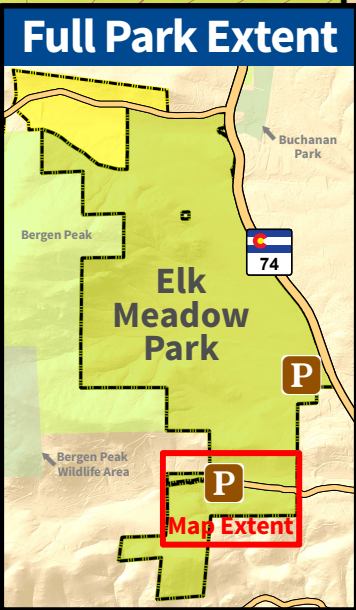 Full Park Extent
Buchanan
Park
Bergen Peak
74
Elk
Meadow
Park
P
Bergen Peak
Wildlife Area
P
Map Extent